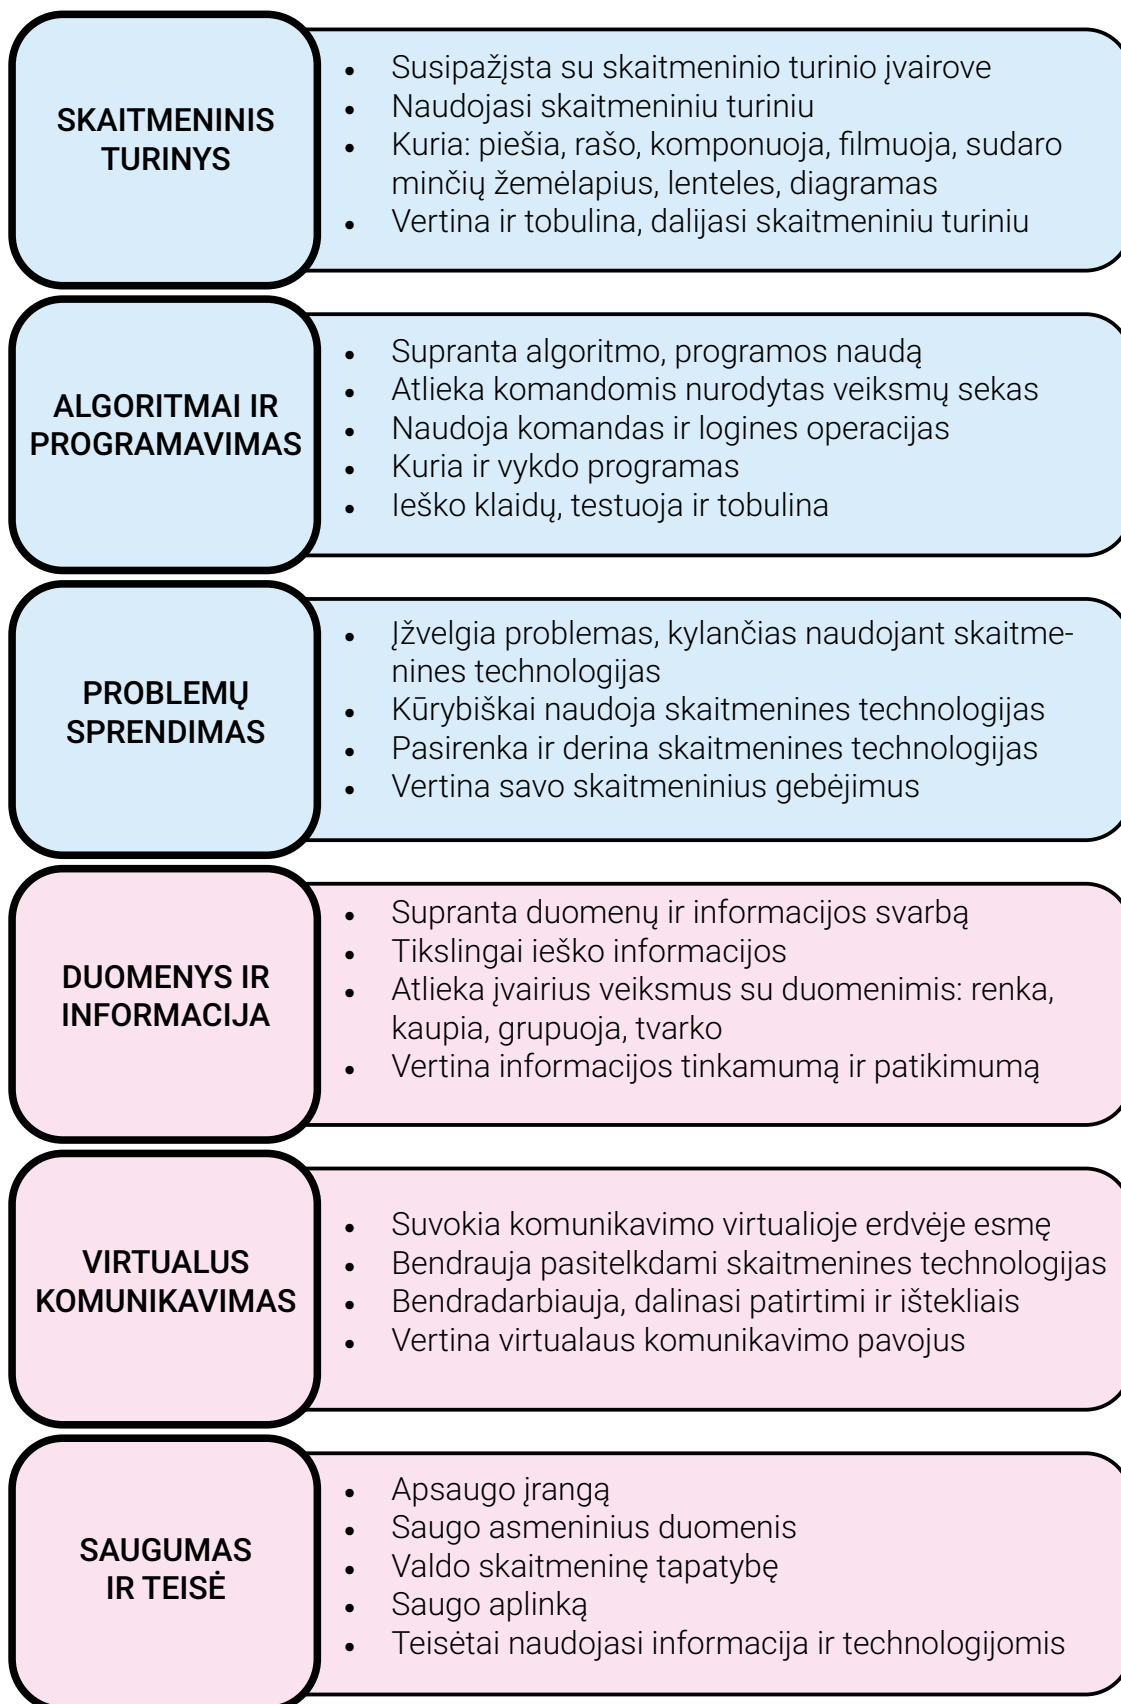 SKAITMENINIS
TURINYS
• Susipažįsta su skaitmeninio turinio įvairove
• Naudojasi skaitmeniniu turiniu
• Kuria: piešia, rašo, komponuoja, filmuoja, sudaro
minčių žemėlapius, lenteles, diagramas
• Vertina ir tobulina, dalijasi skaitmeniniu turiniu
ALGORITMAI IR
PROGRAMAVIMAS
• Supranta algoritmo, programos naudą
• Atlieka komandomis nurodytas veiksmų sekas
• Naudoja komandas ir logines operacijas
• Kuria ir vykdo programas
• Ieško klaidų, testuoja ir tobulina
PROBLEMŲ
SPRENDIMAS
• Įžvelgia problemas, kylančias naudojant skaitme-
nines technologijas
• Kūrybiškai naudoja skaitmenines technologijas
• Pasirenka ir derina skaitmenines technologijas
• Vertina savo skaitmeninius gebėjimus
DUOMENYS IR
INFORMACIJA
• Supranta duomenų ir informacijos svarbą
• Tikslingai ieško informacijos
• Atlieka įvairius veiksmus su duomenimis: renka,
kaupia, grupuoja, tvarko
• Vertina informacijos tinkamumą ir patikimumą
VIRTUALUS
KOMUNIKAVIMAS
• Suvokia komunikavimo virtualioje erdvėje esmę
• Bendrauja pasitelkdami skaitmenines technologijas
• Bendradarbiauja, dalinasi patirtimi ir ištekliais
• Vertina virtualaus komunikavimo pavojus
SAUGUMAS
IR TEISĖ
• Apsaugo įrangą
• Saugo asmeninius duomenis
• Valdo skaitmeninę tapatybę
• Saugo aplinką
• Teisėtai naudojasi informacija ir technologijomis